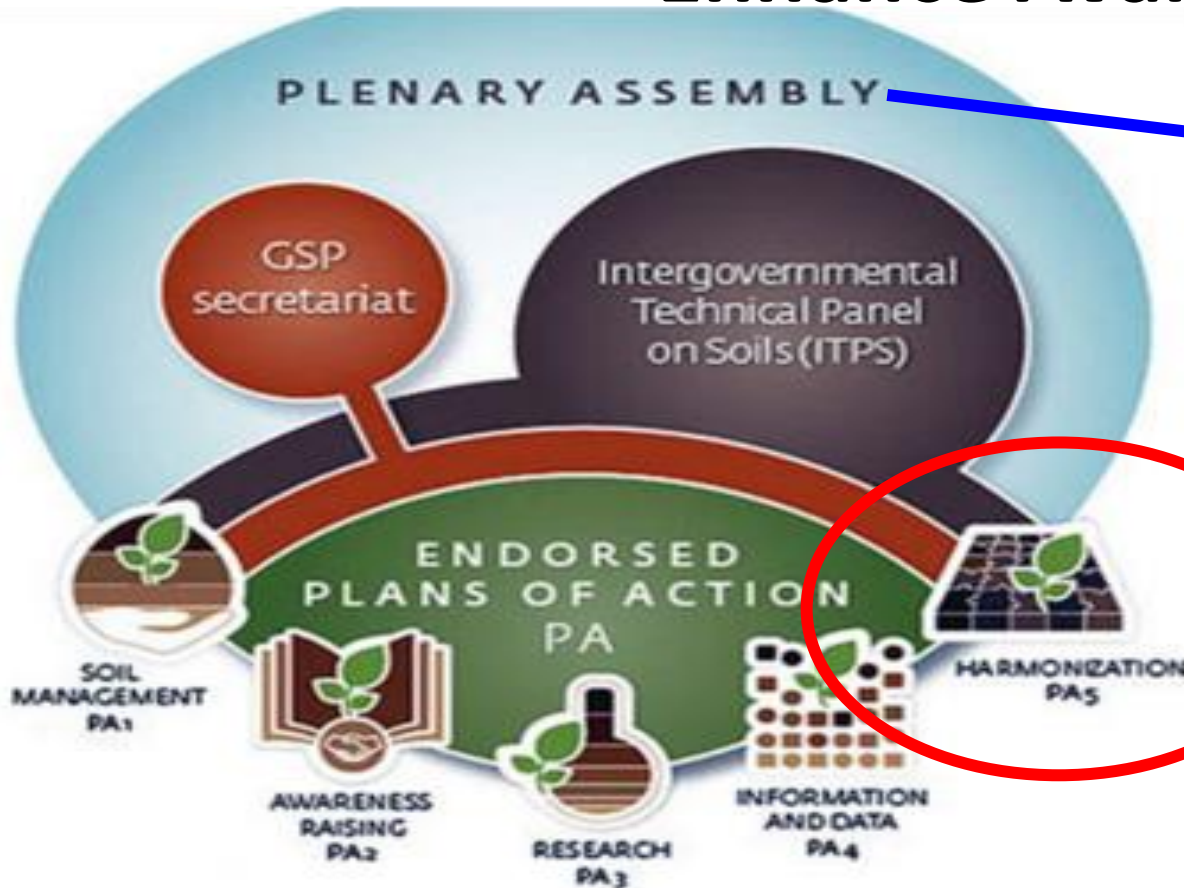 PLENARY ASSEMBLY
GSP
secretariat
Intergovernmental
Technical Panel
on Soils (ITPS)
ENDORSED
PLANS OF ACTION
PA
SOIL
MANAGEMENT
PA1
AWARENESS
RAISING
PA2
RESEARCH
PA3
INFORMATION
AND DATA
PA4
HARMONIZATION
PA5